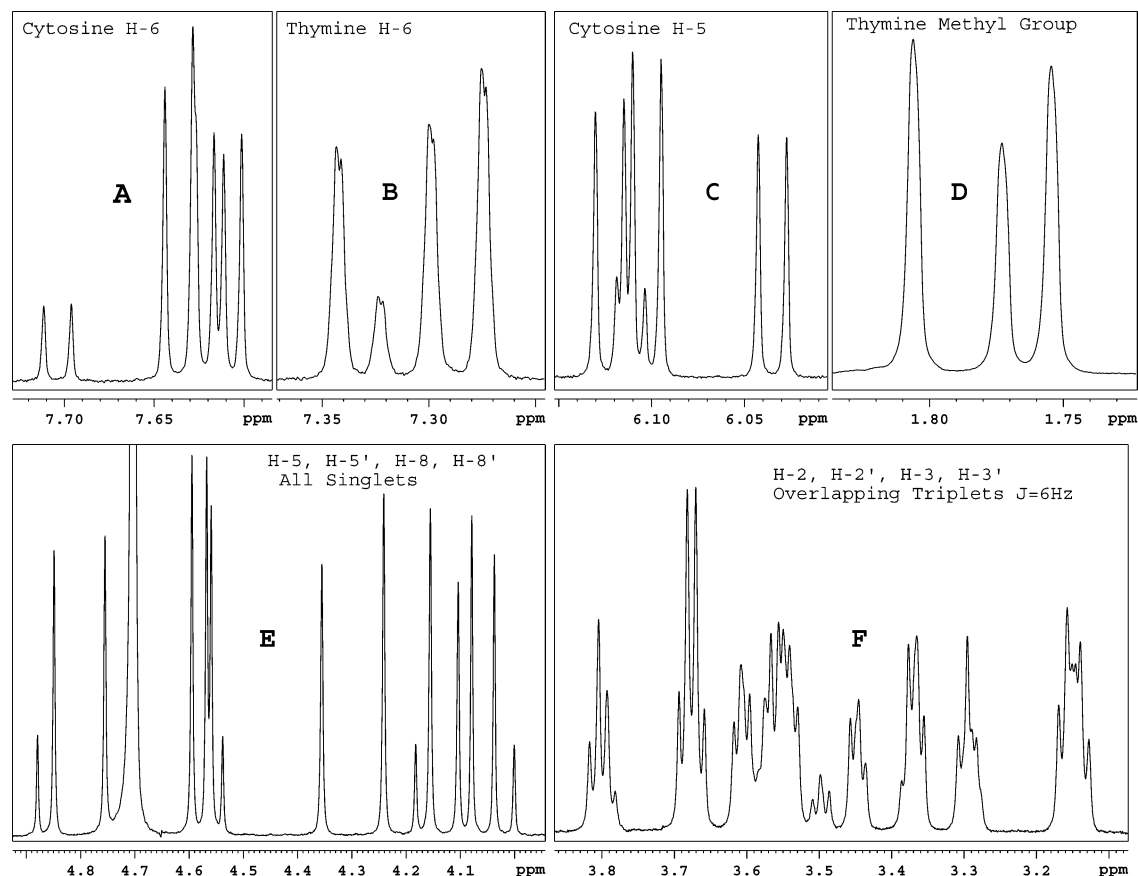 Cytosine H-6
Thymine H-6
Cytosine H-5
Thymine Methyl Group
A
B
C
D
7.70 7.65 ppm
7.35 7.30 ppm
6.10 6.05 ppm
1.80 1.75 ppm
H-5, H-5', H-8, H-8'
All Singlets
E
H-2, H-2', H-3, H-3'
Overlapping Triplets J=6Hz
F
4.8 4.7 4.6 4.5 4.4 4.3 4.2 4.1 ppm
3.8 3.7 3.6 3.5 3.4 3.3 3.2 ppm